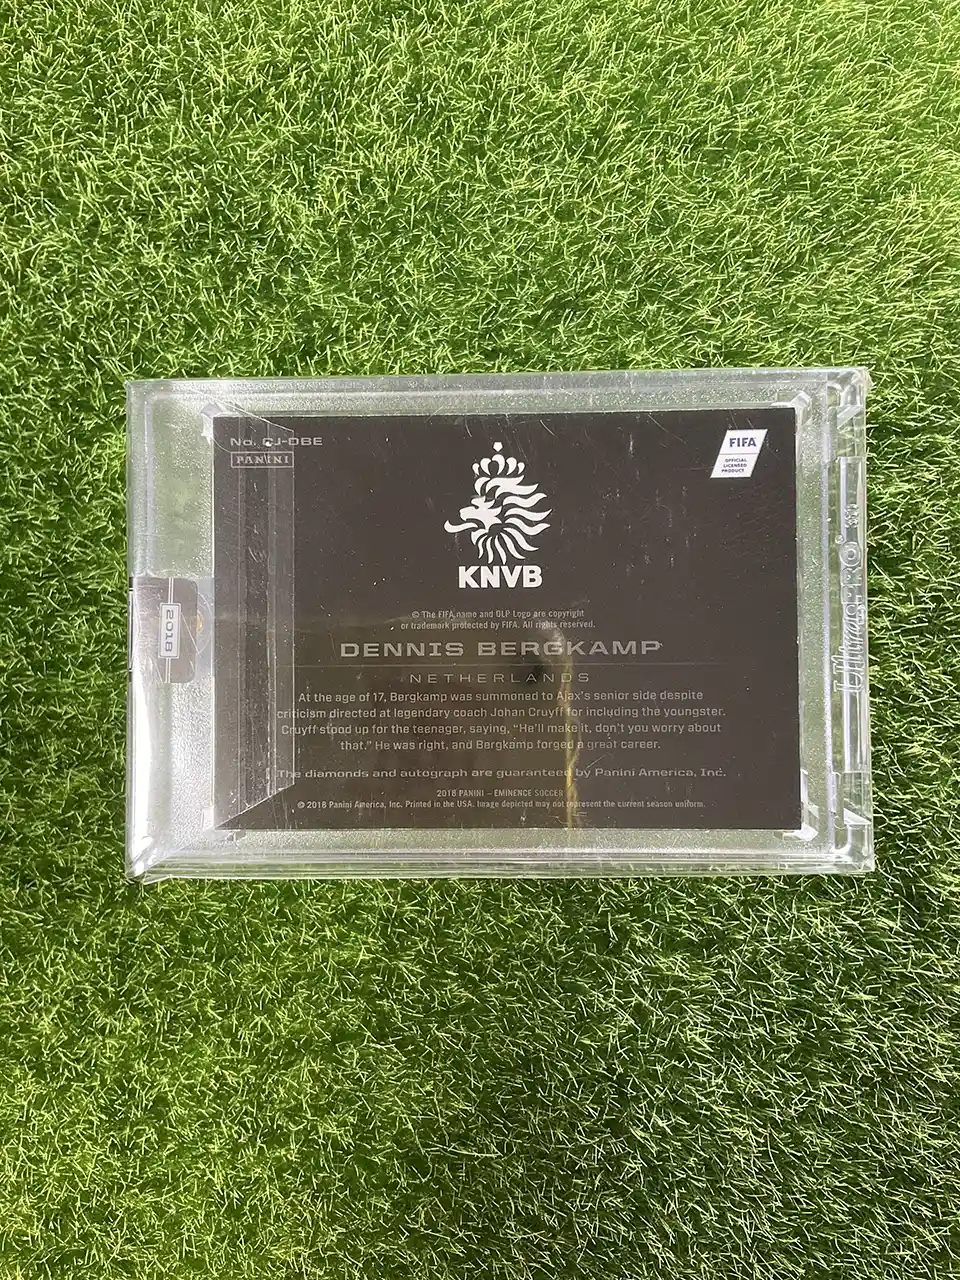 No. PJ-DBE
PANINI
FIFA
OFFICIAL
LICENSED
PRODUCT
KNVB
© The FIFA name and OLP Logo are copyright
or trademark protected by FIFA. All rights reserved.
DENNIS BERGKAMP
NETHERLANDS
At the age of 17, Bergkamp was summoned to Ajax's senior side despite
criticism directed at legendary coach Johan Cruyff for including the youngster.
Cruyff stood up for the teenager, saying, "He'll make it, don't you worry about
that." He was right, and Bergkamp forged a great career.
The diamonds and autograph are guaranteed by Panini America, Inc.
2018 PANINI – EMINENCE SOCCER
© 2018 Panini America, Inc. Printed in the USA. Image depicted may not represent the current season uniform.
2018